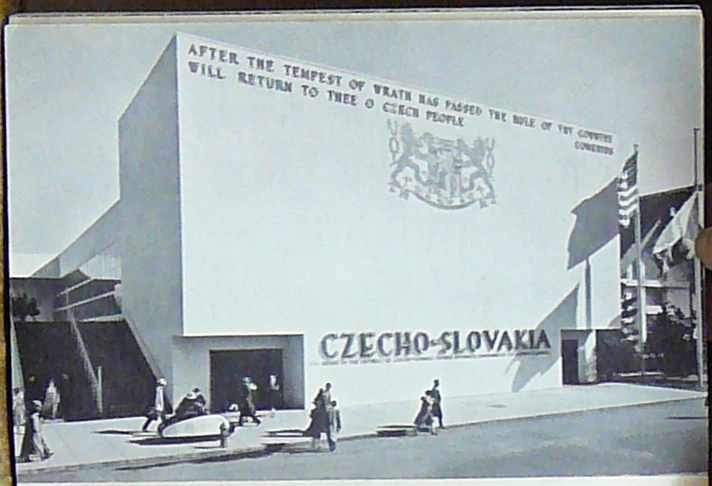 AFTER THE TEMPEST OF WRATH HAS PASSED THE RULE OF THY COUNTRY
WILL RETURN TO THEE O CZECH PEOPLE
COMENIUS
CZECHO-SLOVAKIA